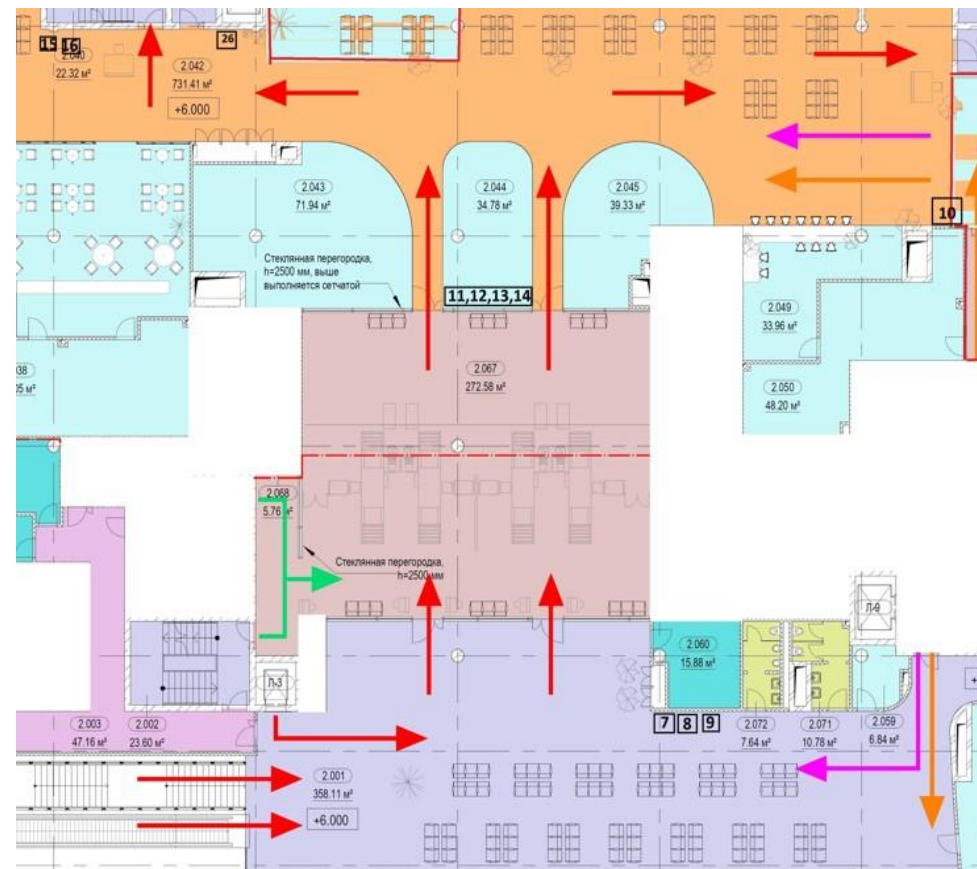 15 16
26
2.040
22.32 м²
2.042
731.41 м²
+6.000
2.043
71.94 м²
2.044
34.78 м²
2.045
39.33 м²
10
Стеклянная перегородка,
h=2500 мм, выше
выполняется сетчатой
11,12,13,14
2.049
33.96 м²
2.067
272.58 м²
2.050
48.20 м²
2.068
5.76 м²
Стеклянная перегородка,
h=2500 мм
Л-9
2.060
15.88 м²
Л-3
7 8 9
2.003
47.16 м²
2.002
23.60 м²
2.072
7.64 м²
2.071
10.78 м²
2.059
6.84 м²
2.001
358.11 м²
+6.000